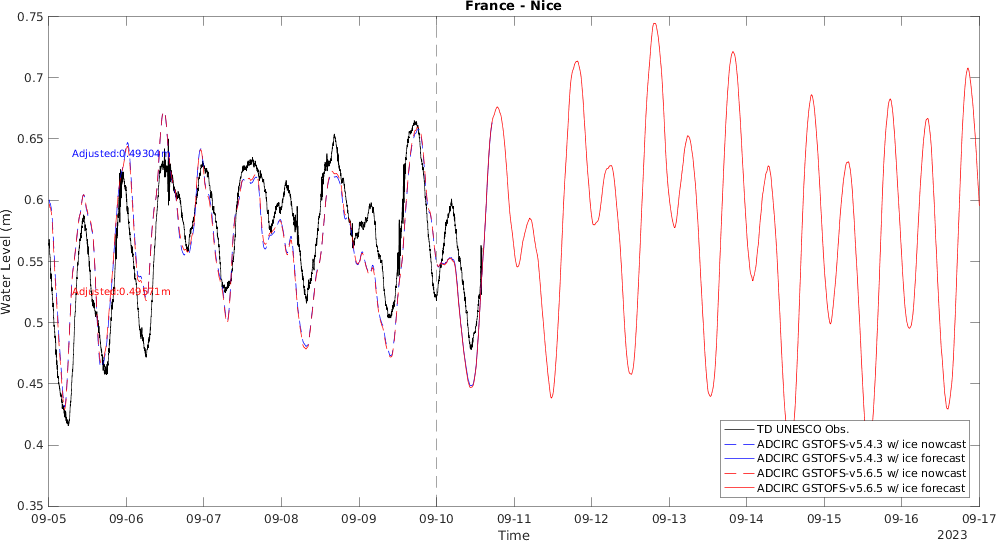 France - Nice
0.75
0.7
0.65
0.6
0.55
0.5
0.45
0.4
0.35
Water Level (m)
Adjusted:0.49304m
Adjusted:0.49571m
TD UNESCO Obs.
ADCIRC GSTOFS-v5.4.3 w/ ice nowcast
ADCIRC GSTOFS-v5.4.3 w/ ice forecast
ADCIRC GSTOFS-v5.6.5 w/ ice nowcast
ADCIRC GSTOFS-v5.6.5 w/ ice forecast
09-05 09-06 09-07 09-08 09-09 09-10 09-11 09-12 09-13 09-14 09-15 09-16 09-17
Time
2023